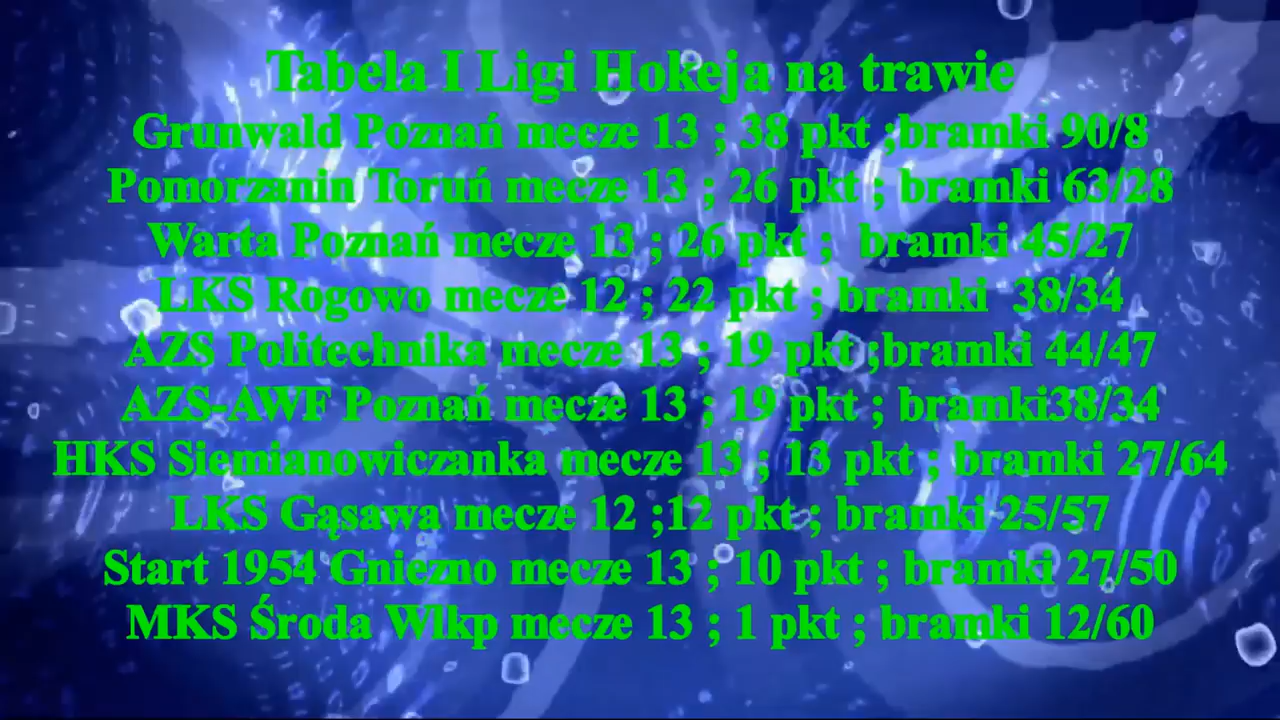 Tabela I Ligi Hokeja na trawie
Grunwald Poznań mecze 13 ; 38 pkt ;bramki 90/8
Pomorzanin Toruń mecze 13 ; 26 pkt ; bramki 63/28
Warta Poznań mecze 13 ; 26 pkt ;  bramki 45/27
LKS Rogowo mecze 12 ; 22 pkt ; bramki  38/34
AZS Politechnika mecze 13 ; 19 pkt ;bramki 44/47
AZS-AWF Poznań mecze 13 ; 19 pkt ; bramki38/34
HKS Siemianowiczanka mecze 13 ; 13 pkt ; bramki 27/64
LKS Gąsawa mecze 12 ;12 pkt ; bramki 25/57
Start 1954 Gniezno mecze 13 ; 10 pkt ; bramki 27/50
MKS Środa Wlkp mecze 13 ; 1 pkt ; bramki 12/60